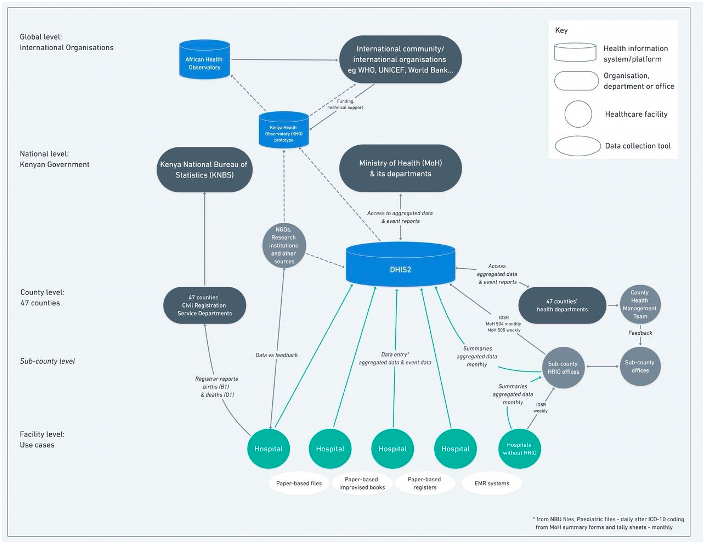 Global level:
International Organisations
African Health
Observatory
International community/
international organisations
eg WHO, UNICEF, World Bank...
Key
Health information
system/platform
Organisation,
department or office
Healthcare facility
Data collection tool
Funding,
technical support
Kenya Health
Observatory (KHO)
prototype
National level:
Kenyan Government
Kenya National Bureau of
Statistics (KNBS)
Ministry of Health (MoH)
& its departments
Access to aggregated data
& event reports
NGOs,
Research
institutions
and other
sources
DHIS2
Access
aggregated data
& event reports
County level:
47 counties
47 counties
Civil Registration
Service Departments
47 counties'
health departments
County
Health
Management
Team
IDSR
MoH 504 monthly
MoH 505 weekly
Feedback
Sub-county level
Data vs feedback
Data entry*
aggregated data & event data
Summaries
aggregated data
monthly
Sub-county
HRIO offices
Sub-county
offices
Registrar reports
births (B1)
& deaths (D1)
Summaries
aggregated data
monthly
IDSR
weekly
Facility level:
Use cases
Hospital
Hospital
Hospital
Hospital
Hospitals
without HRIO
Paper-based files
Paper-based
improvised books
Paper-based
registers
EMR systems
* from NBU files, Paediatric files - daily after ICD-10 coding
from MoH summary forms and tally sheets - monthly